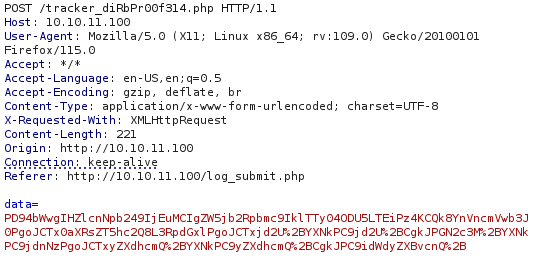 POST /tracker_diRbPr00f314.php HTTP/1.1
Host: 10.10.11.100
User-Agent: Mozilla/5.0 (X11; Linux x86_64; rv:109.0) Gecko/20100101
Firefox/115.0
Accept: */*
Accept-Language: en-US,en;q=0.5
Accept-Encoding: gzip, deflate, br
Content-Type: application/x-www-form-urlencoded; charset=UTF-8
X-Requested-With: XMLHttpRequest
Content-Length: 221
Origin: http://10.10.11.100
Connection: keep-alive
Referer: http://10.10.11.100/log_submit.php
data=
PD94bWwgIHZlcnNpb249IjEuMCIgZW5jb2Rpbmc9IklTTy04ODU5LTEiPz4KCQk8YnVncmVwb3J
0PgoJCTx0aXRsZT5hc2Q8L3RpdGxlPgoJCTxjd2U%2BYXNkPC9jd2U%2BCgkJPGN2c3M%2BYXNk
PC9jdnNzPgoJCTxyZXdhcmQ%2BYXNkPC9yZXdhcmQ%2BCgkJPC9idWdyZXBvcnQ%2B